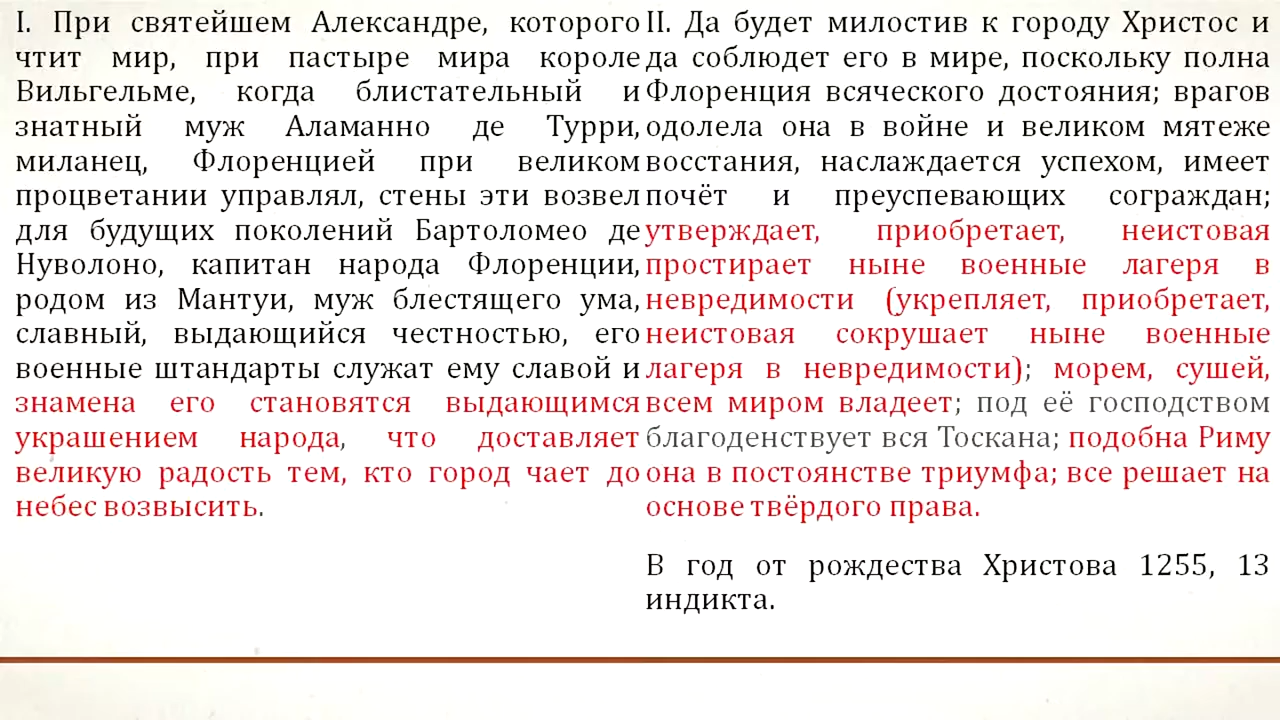 I. При святейшем Александре, которого
чтит мир, при пастыре мира короле
Вильгельме, когда блистательный и
знатный муж Аламанно де Турри,
миланец, Флоренцией при великом
процветании управлял, стены эти возвел
для будущих поколений Бартоломео де
Нуволоно, капитан народа Флоренции,
родом из Мантуи, муж блестящего ума,
славный, выдающийся честностью, его
военные штандарты служат ему славой и
знамена его становятся выдающимся
украшением народа, что доставляет
великую радость тем, кто город чает до
небес возвысить.
II. Да будет милостив к городу Христос и
да соблюдет его в мире, поскольку полна
Флоренция всяческого достояния; врагов
одолела она в войне и великом мятеже
восстания, наслаждается успехом, имеет
почёт и преуспевающих сограждан;
утверждает, приобретает, неистовая
простирает ныне военные лагеря в
невредимости (укрепляет, приобретает,
неистовая сокрушает ныне военные
лагеря в невредимости); морем, сушей,
всем миром владеет; под её господством
благоденствует вся Тоскана; подобна Риму
она в постоянстве триумфа; все решает на
основе твёрдого права.
В год от рождества Христова 1255, 13
индикта.